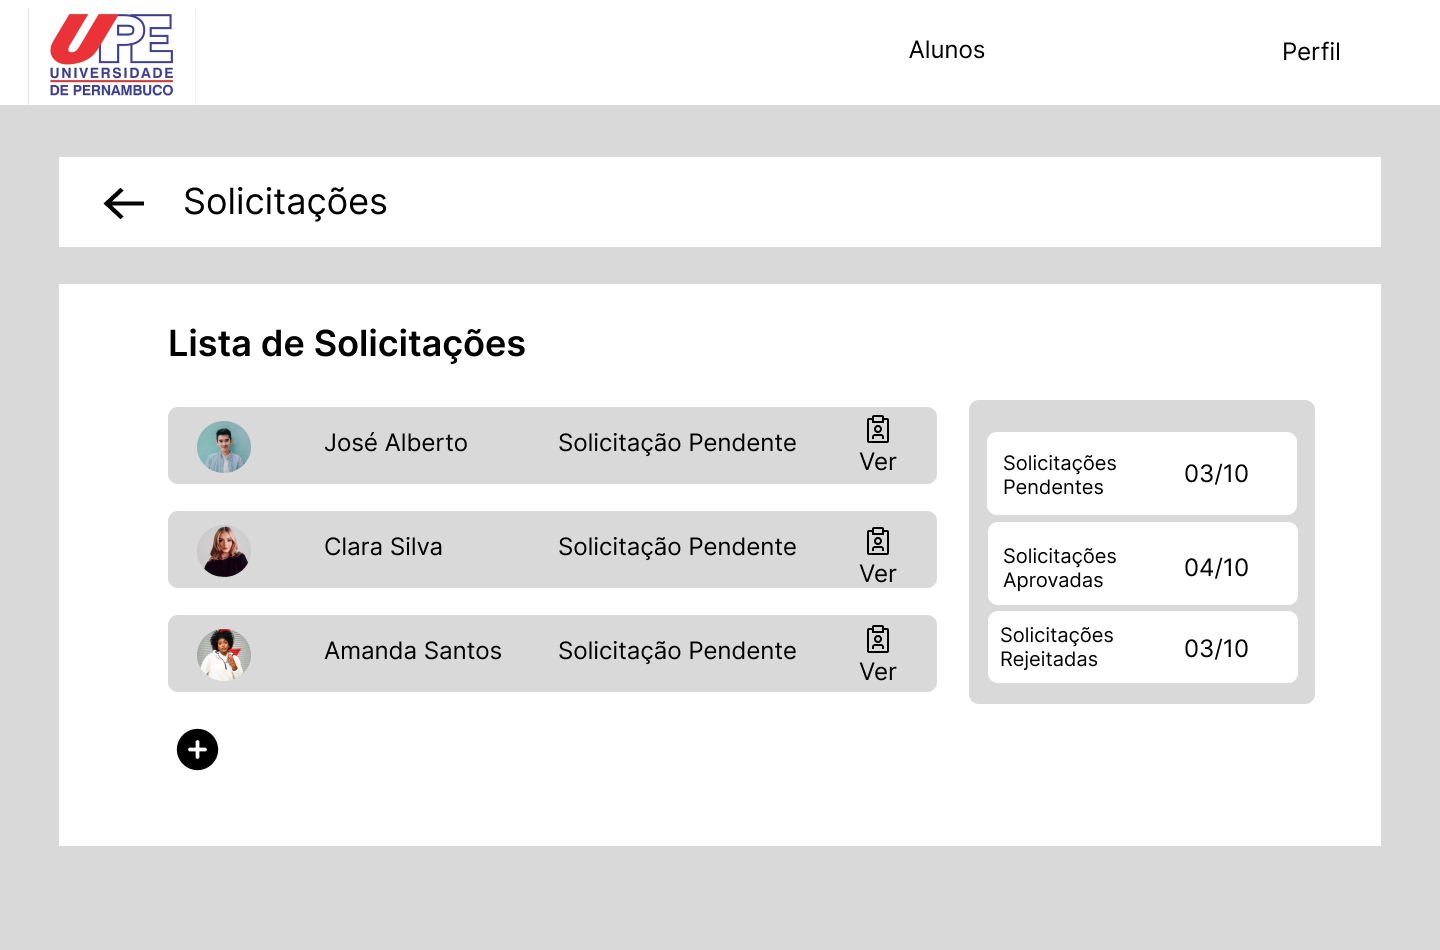 UPE
UNIVERSIDADE
DE PERNAMBUCO
Alunos
Perfil
Solicitações
Lista de Solicitações
José Alberto
Solicitação Pendente
Ver
Clara Silva
Solicitação Pendente
Ver
Amanda Santos
Solicitação Pendente
Ver
Solicitações
Pendentes
03/10
Solicitações
Aprovadas
04/10
Solicitações
Rejeitadas
03/10